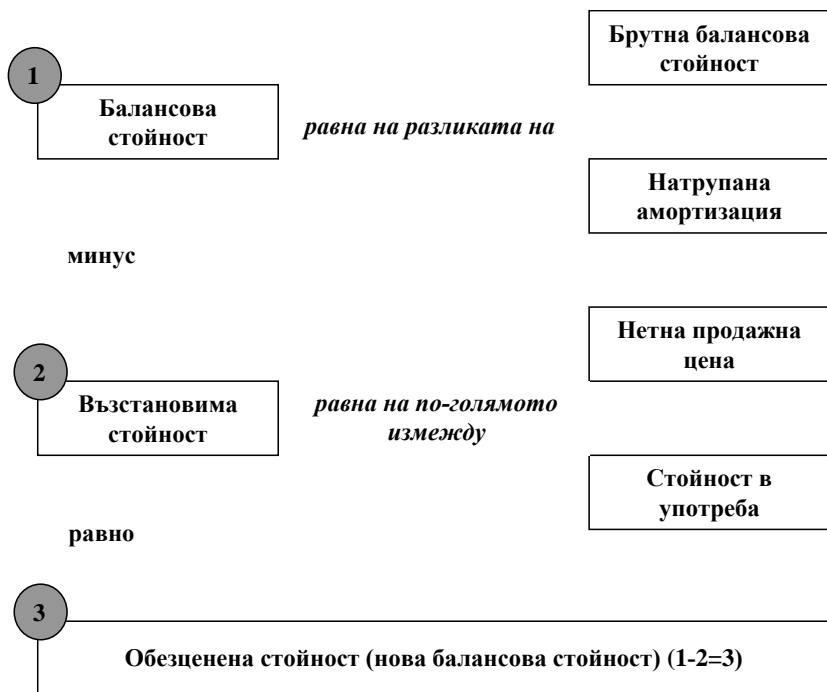 Брутна балансова
стойност
1
Балансова
стойност
равна на разликата на
Натрупана
амортизация
минус
Нетна продажна
цена
2
Възстановима
стойност
равна на по-голямото
измежду
Стойност в
употреба
равно
3
Обезценена стойност (нова балансова стойност) (1-2=3)